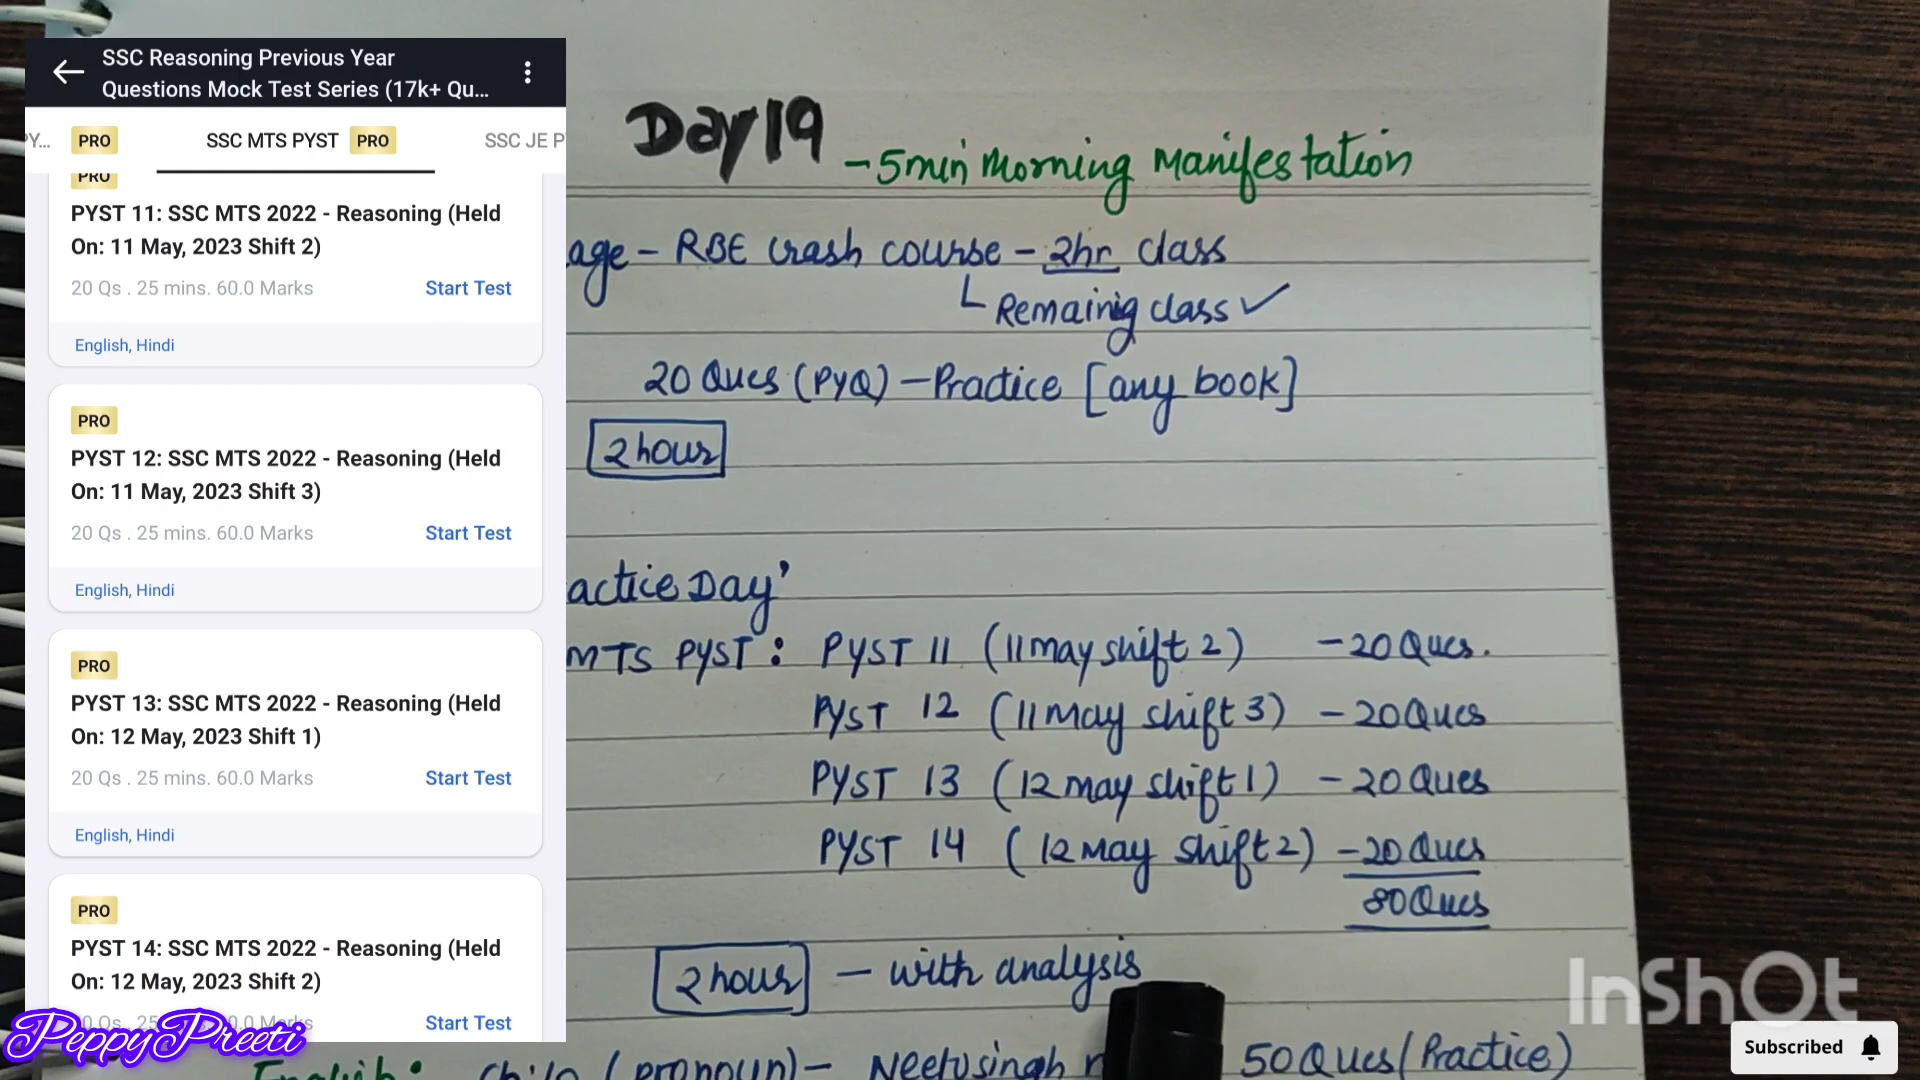 SSC Reasoning Previous Year
Questions Mock Test Series (17k+ Qu...
Y... PRO SSC MTS PYST PRO SSC JE P
PRO
PYST 11: SSC MTS 2022 - Reasoning (Held
On: 11 May, 2023 Shift 2)
20 Qs . 25 mins. 60.0 Marks Start Test
English, Hindi
PRO
PYST 12: SSC MTS 2022 - Reasoning (Held
On: 11 May, 2023 Shift 3)
20 Qs . 25 mins. 60.0 Marks Start Test
English, Hindi
PRO
PYST 13: SSC MTS 2022 - Reasoning (Held
On: 12 May, 2023 Shift 1)
20 Qs . 25 mins. 60.0 Marks Start Test
English, Hindi
PRO
PYST 14: SSC MTS 2022 - Reasoning (Held
On: 12 May, 2023 Shift 2)
Start Test
PeppyPreeti
Day 19
- 5min Morning Manifestation
age - RBE crash course - 2hr class
Remainig class ✓
20 Ques (PYQ) - Practice [any book]
2 hour
actice Day'
MTS PYST : PYST 11 (11 may shift 2) - 20 Ques.
PYST 12 (11 May shift 3) - 20 Ques
PYST 13 (12 may shift 1) - 20 Ques
PYST 14 (12 May shift 2) - 20 Ques
80 Ques
2 hour - with analysis
English: (pronoun) - Neetusingh 50 Ques (Practice)
InShOt
Subscribed